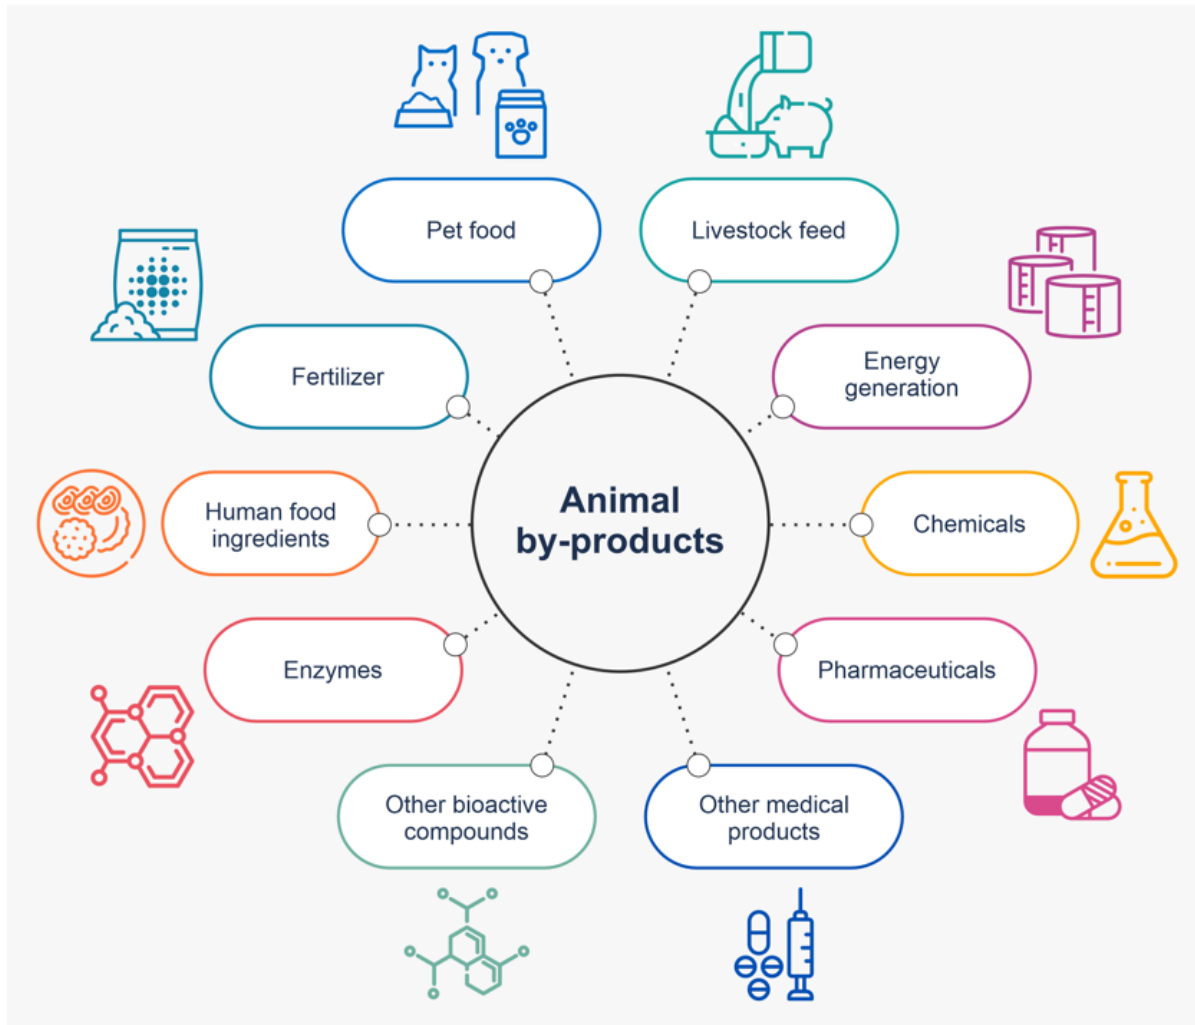 Pet food
Livestock feed
Fertilizer
Energy
generation
Human food
ingredients
Animal
by-products
Chemicals
Enzymes
Pharmaceuticals
Other bioactive
compounds
Other medical
products